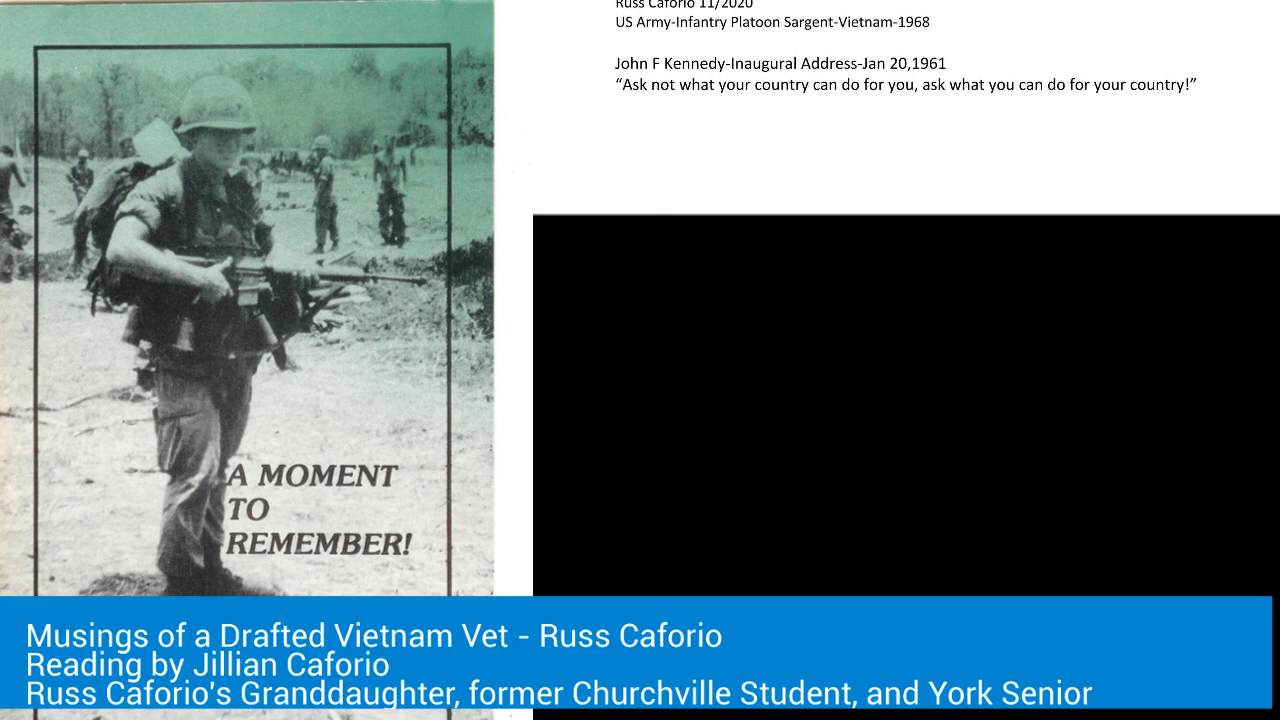 Russ Caforio 11/2020
US Army-Infantry Platoon Sargent-Vietnam-1968
John F Kennedy-Inaugural Address-Jan 20,1961
“Ask not what your country can do for you, ask what you can do for your country!”
A MOMENT
TO
REMEMBER!
Musings of a Drafted Vietnam Vet - Russ Caforio
Reading by Jillian Caforio
Russ Caforio's Granddaughter, former Churchville Student, and York Senior